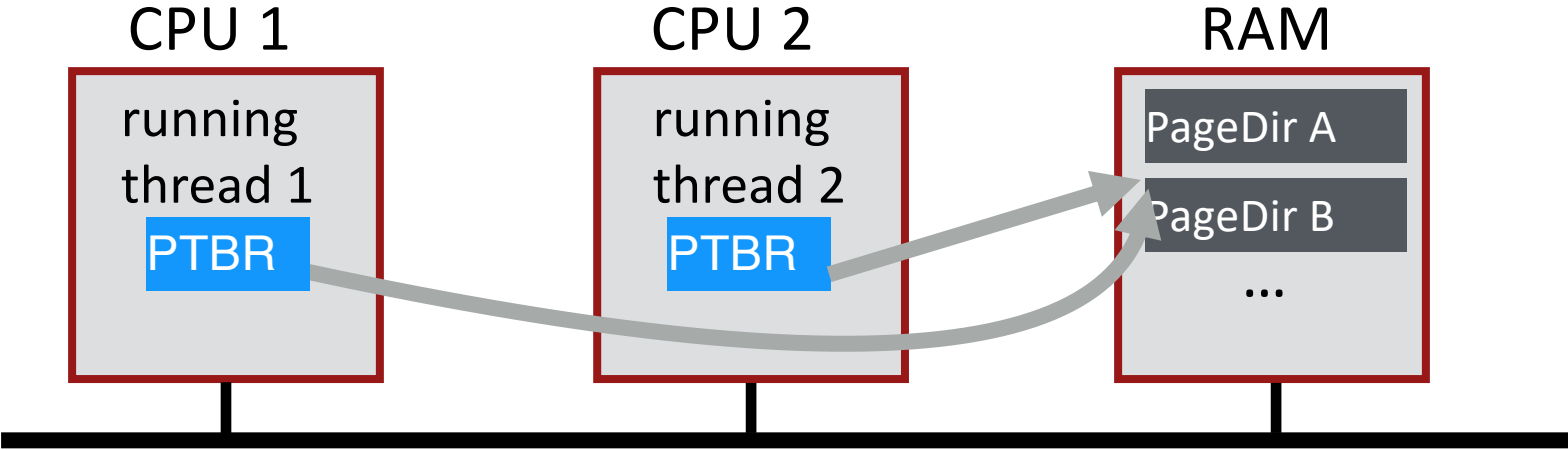 CPU 1
running
thread 1
PTBR
CPU 2
running
thread 2
PTBR
RAM
PageDir A
PageDir B
...